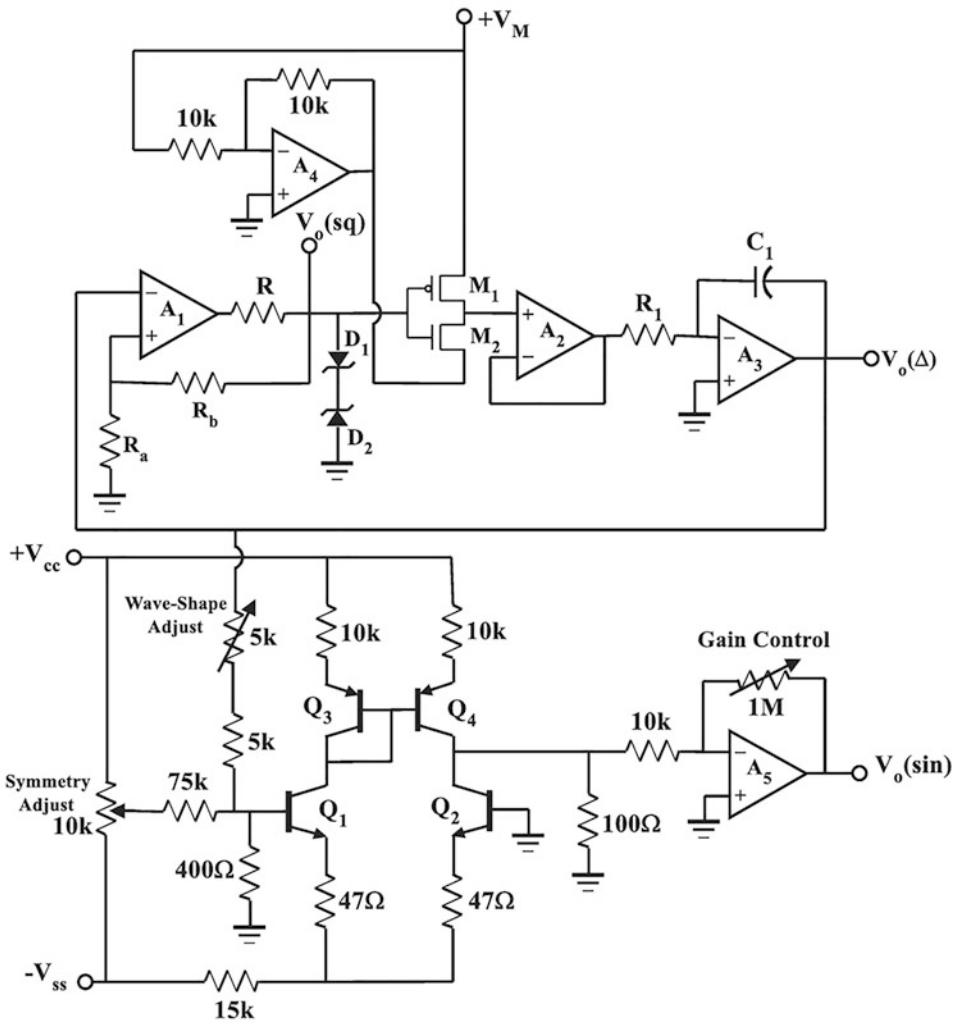 +V_M
10k
10k
− A_4 +
V_o(sq)
C_1
R
M_1
R_1
− A_1 +
+ A_2 −
− A_3 +
V_o(Δ)
D_1
M_2
R_b
D_2
R_a
+V_cc
Wave-Shape Adjust
5k
10k
10k
Gain Control
1M
Q_3
Q_4
5k
10k
− A_5 +
V_o(sin)
Symmetry Adjust
10k
75k
Q_1
Q_2
100Ω
400Ω
47Ω
47Ω
-V_ss
15k